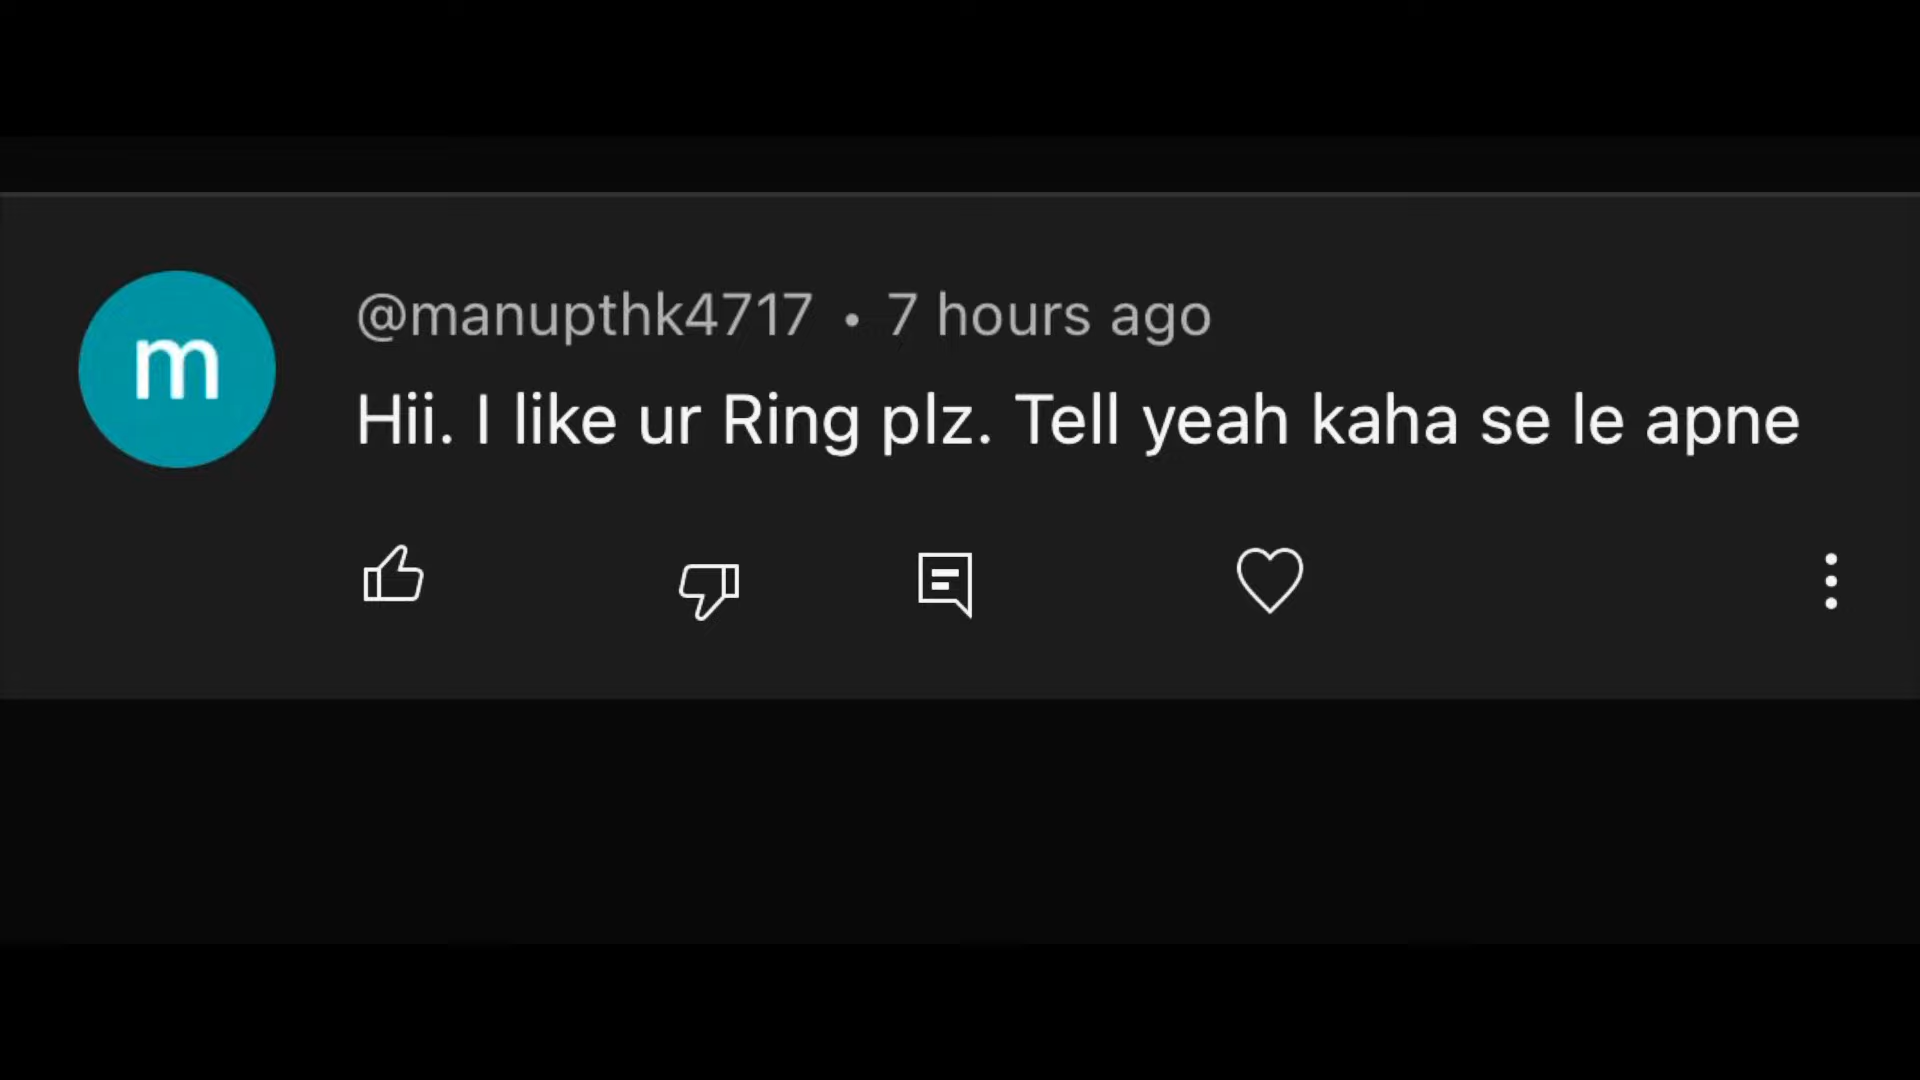 m
@manupthk4717 • 7 hours ago
Hii. I like ur Ring plz. Tell yeah kaha se le apne